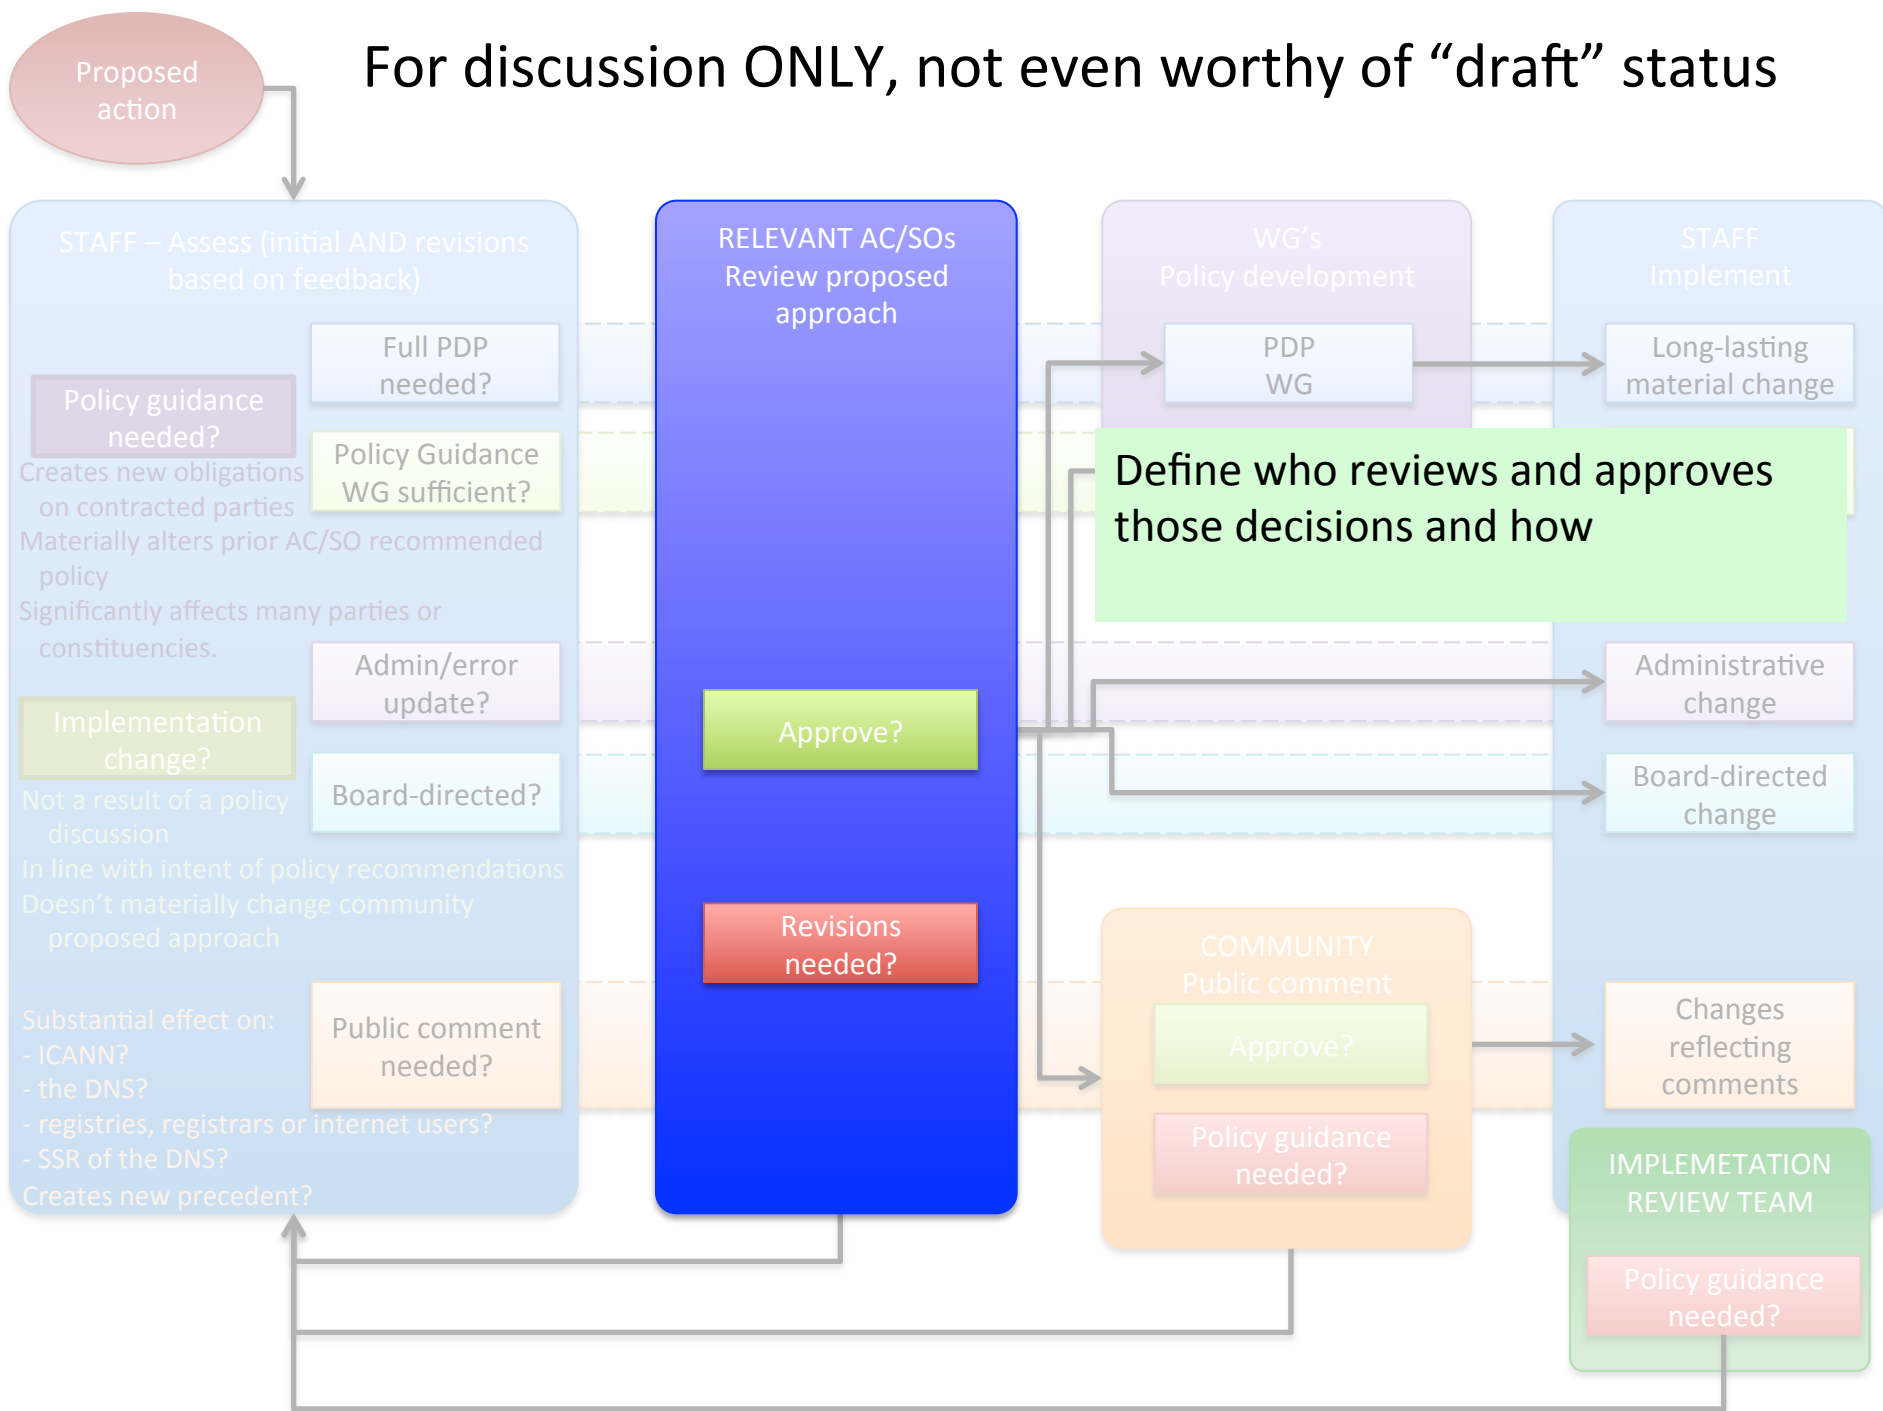 For discussion ONLY, not even worthy of “draft” status
Proposed
action
STAFF – Assess (initial AND revisions
based on feedback)
Full PDP
needed?
Policy guidance
needed?
Policy Guidance
WG sufficient?
Creates new obligations
on contracted parties
Materially alters prior AC/SO recommended
policy
Significantly affects many parties or
constituencies.
Admin/error
update?
Implementation
change?
Board-directed?
Not a result of a policy
discussion
In line with intent of policy recommendations
Doesn’t materially change community
proposed approach
Public comment
needed?
Substantial effect on:
- ICANN?
- the DNS?
- registries, registrars or internet users?
- SSR of the DNS?
Creates new precedent?
RELEVANT AC/SOs
Review proposed
approach
Approve?
Revisions
needed?
WG’s
Policy development
PDP
WG
Define who reviews and approves
those decisions and how
COMMUNITY
Public comment
Approve?
Policy guidance
needed?
STAFF
Implement
Long-lasting
material change
Administrative
change
Board-directed
change
Changes
reflecting
comments
IMPLEMETATION
REVIEW TEAM
Policy guidance
needed?